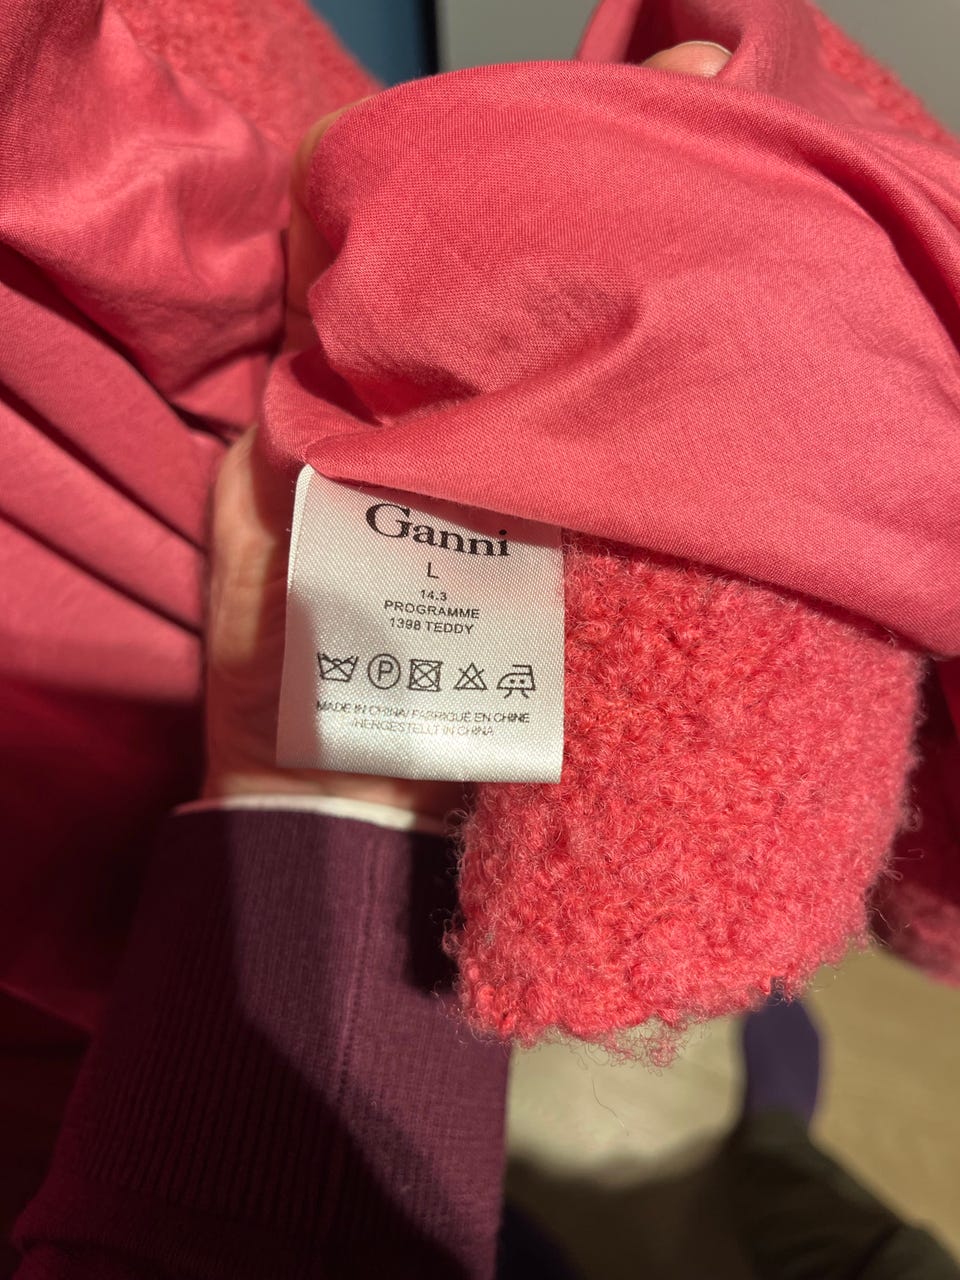 Ganni
L
14.3
PROGRAMME
1398 TEDDY
P
MADE IN CHINA/ FABRIQUÉ EN CHINE
/HERGESTELLT IN CHINA